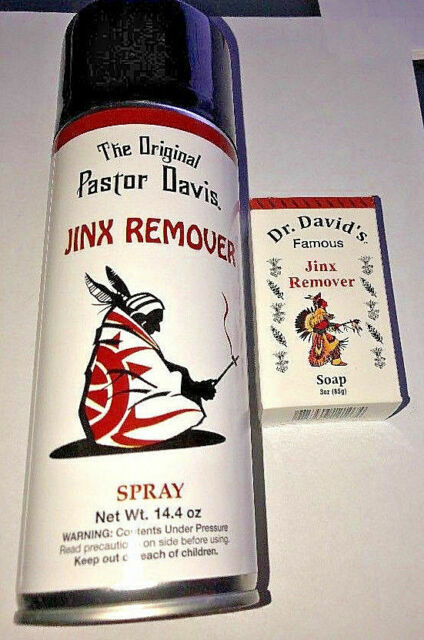 The Original
Pastor Davis.
JINX REMOVER
SPRAY
Net Wt. 14.4 oz
WARNING: Contents Under Pressure
Read precautions on side before using.
Keep out of reach of children.
Dr. David's
Famous
Jinx
Remover
Soap
3oz (85g)